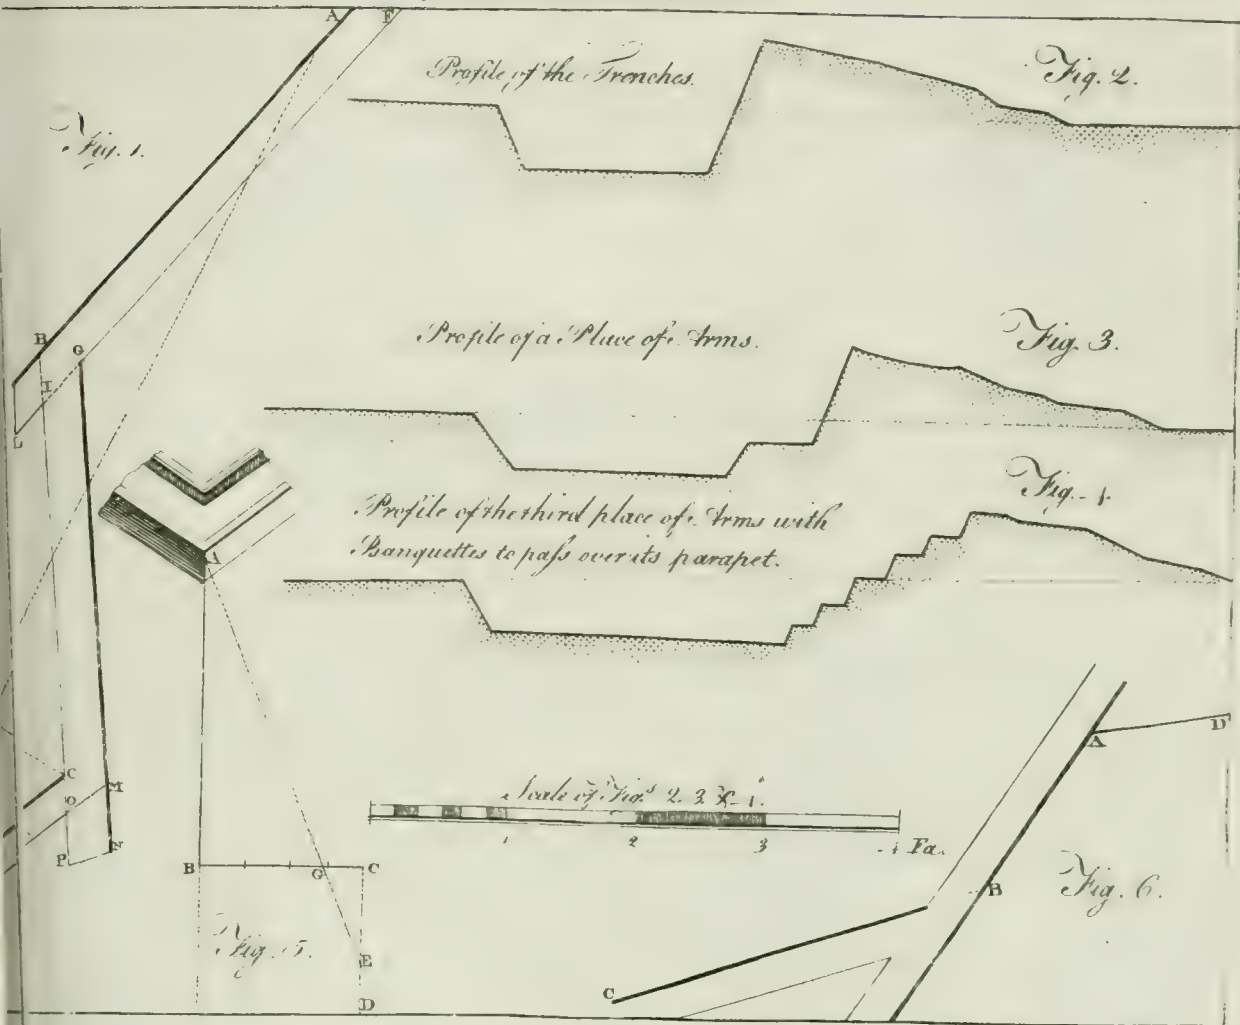 A F
Profile of the Trenches.
Fig. 2.
Fig. 1.
B G
I
L
Profile of a Place of Arms.
Fig. 3.
Fig. 4.
Profile of the third place of Arms with
Banquettes to paſs over its parapet.
A
A D
C
O M
P N
Scale of Figs. 2. 3. & 4.
1 2 3 4 Fa.
B G C
B
Fig. 6.
Fig. 5.
E
C
D